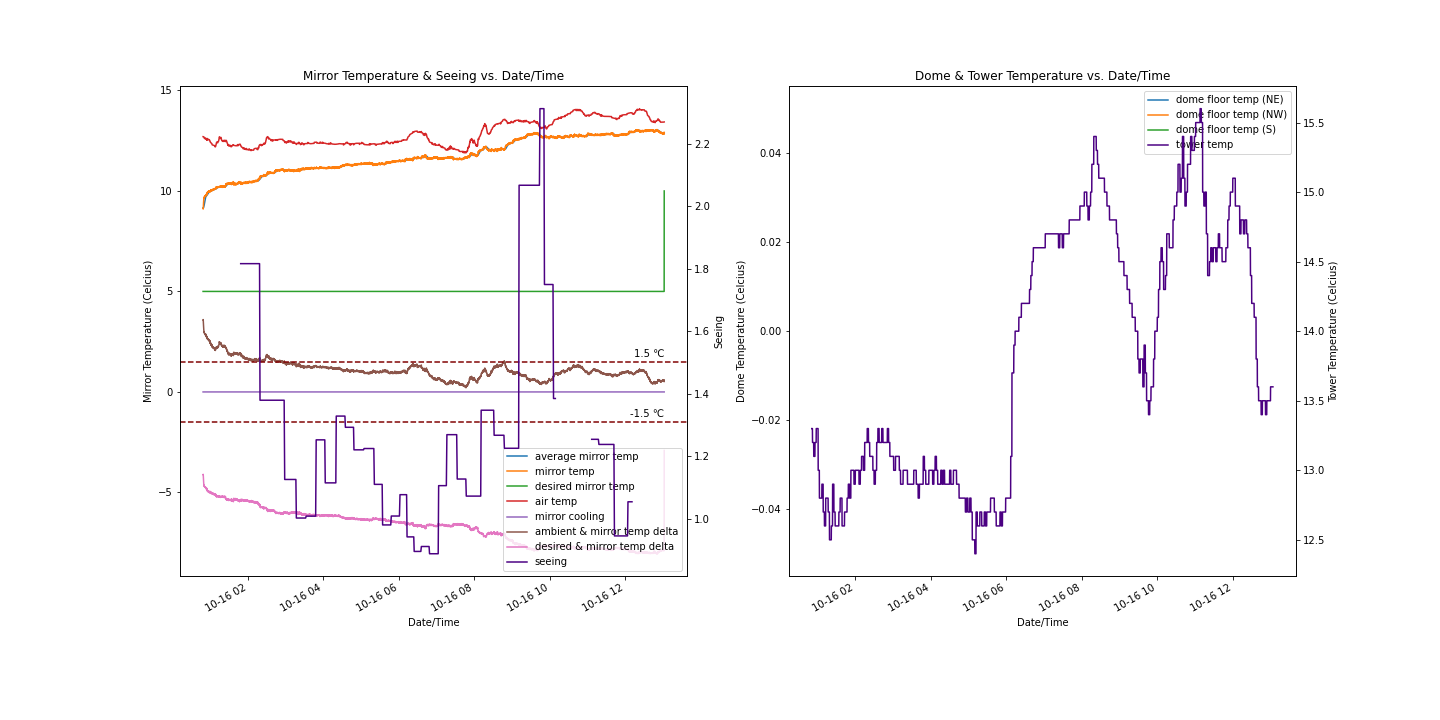 Mirror Temperature & Seeing vs. Date/Time
15
10
5
0
−5
Mirror Temperature (Celcius)
2.2
2.0
1.8
1.6
1.4
1.2
1.0
Seeing
1.5 °C
-1.5 °C
average mirror temp
mirror temp
desired mirror temp
air temp
mirror cooling
ambient & mirror temp delta
desired & mirror temp delta
seeing
10-16 02
10-16 04
10-16 06
10-16 08
10-16 10
10-16 12
Date/Time
Dome & Tower Temperature vs. Date/Time
0.04
0.02
0.00
−0.02
−0.04
Dome Temperature (Celcius)
15.5
15.0
14.5
14.0
13.5
13.0
12.5
Tower Temperature (Celcius)
dome floor temp (NE)
dome floor temp (NW)
dome floor temp (S)
tower temp
10-16 02
10-16 04
10-16 06
10-16 08
10-16 10
10-16 12
Date/Time